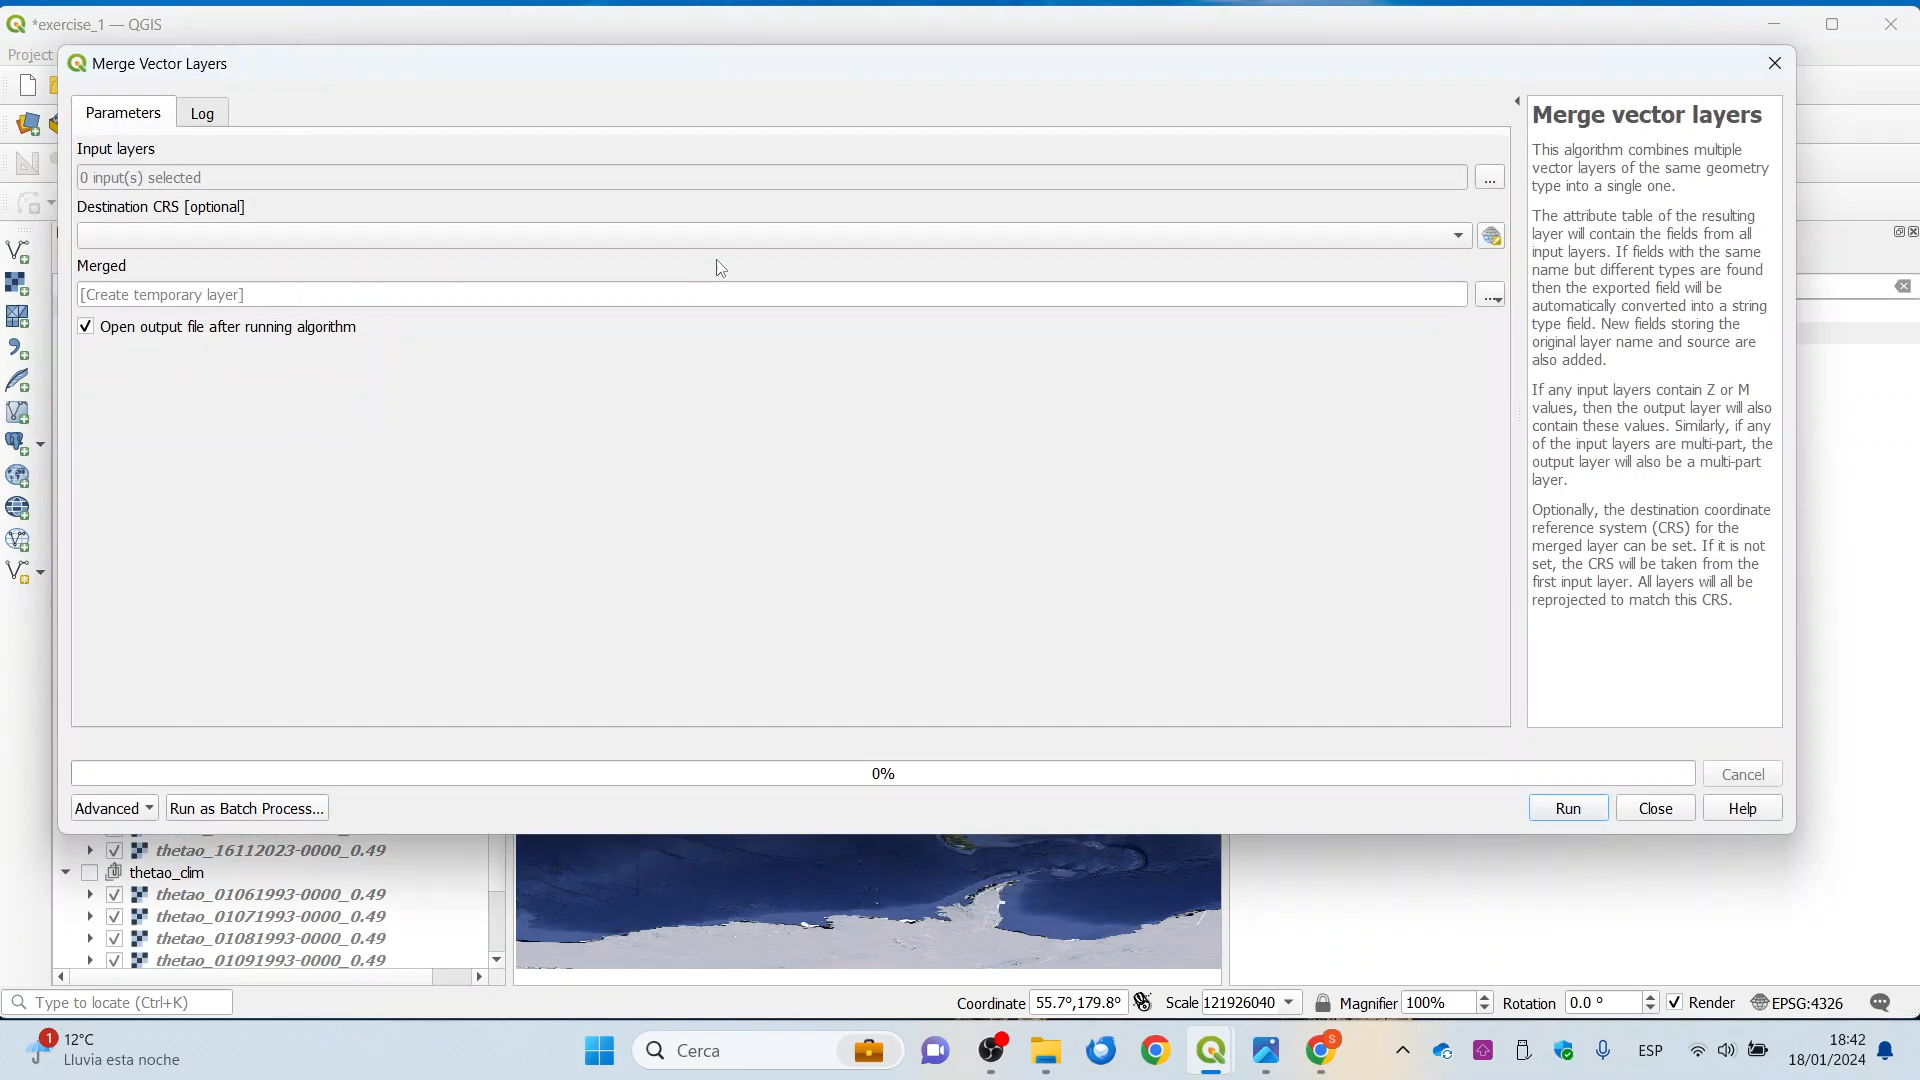 *exercise_1 — QGIS
Project
Merge Vector Layers
Parameters
Log
Input layers
0 input(s) selected
...
Destination CRS [optional]
Merged
[Create temporary layer]
...
Open output file after running algorithm
Merge vector layers
This algorithm combines multiple
vector layers of the same geometry
type into a single one.
The attribute table of the resulting
layer will contain the fields from all
input layers. If fields with the same
name but different types are found
then the exported field will be
automatically converted into a string
type field. New fields storing the
original layer name and source are
also added.
If any input layers contain Z or M
values, then the output layer will also
contain these values. Similarly, if any
of the input layers are multi-part, the
output layer will also be a multi-part
layer.
Optionally, the destination coordinate
reference system (CRS) for the
merged layer can be set. If it is not
set, the CRS will be taken from the
first input layer. All layers will all be
reprojected to match this CRS.
0%
Cancel
Advanced
Run as Batch Process...
Run
Close
Help
thetao_16112023-0000_0.49
thetao_clim
thetao_01061993-0000_0.49
thetao_01071993-0000_0.49
thetao_01081993-0000_0.49
thetao_01091993-0000_0.49
Type to locate (Ctrl+K)
Coordinate 55.7°,179.8°
Scale 121926040
Magnifier 100%
Rotation 0.0 °
Render
EPSG:4326
1
12°C
Lluvia esta noche
Cerca
S
ESP
18:42
18/01/2024